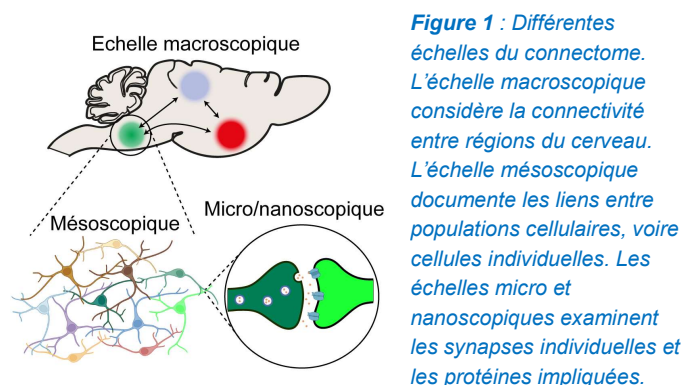 Echelle macroscopique
Mésoscopique
Micro/nanoscopique
Figure 1 : Différentes
échelles du connectome.
L'échelle macroscopique
considère la connectivité
entre régions du cerveau.
L'échelle mésoscopique
documente les liens entre
populations cellulaires, voire
cellules individuelles. Les
échelles micro et
nanoscopiques examinent
les synapses individuelles et
les protéines impliquées.